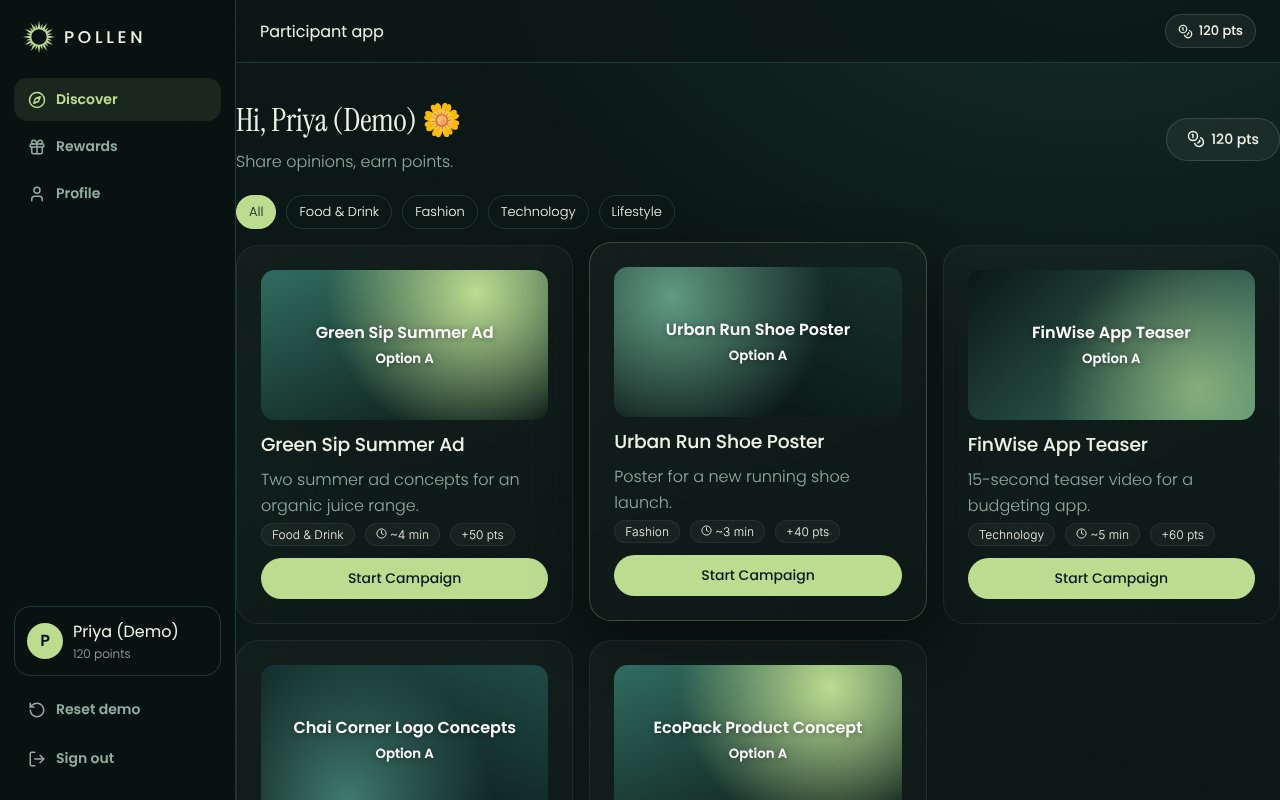 POLLEN
Discover
Rewards
Profile
Priya (Demo)
120 points
Reset demo
Sign out
Participant app
120 pts
Hi, Priya (Demo) 🌼
Share opinions, earn points.
120 pts
All
Food & Drink
Fashion
Technology
Lifestyle
Green Sip Summer Ad
Option A
Green Sip Summer Ad
Two summer ad concepts for an
organic juice range.
Food & Drink
~4 min
+50 pts
Start Campaign
Urban Run Shoe Poster
Option A
Urban Run Shoe Poster
Poster for a new running shoe
launch.
Fashion
~3 min
+40 pts
Start Campaign
FinWise App Teaser
Option A
FinWise App Teaser
15-second teaser video for a
budgeting app.
Technology
~5 min
+60 pts
Start Campaign
Chai Corner Logo Concepts
Option A
EcoPack Product Concept
Option A
P